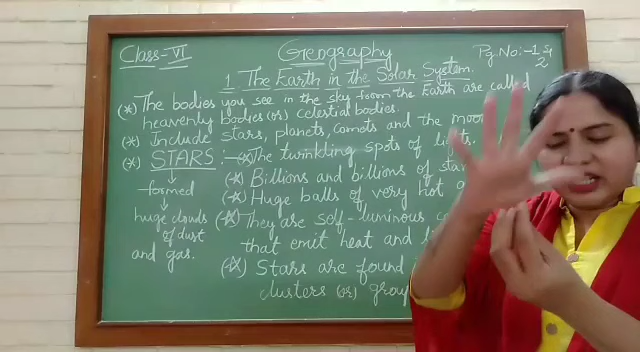 Class-VI Geography Pg.No:-1 & 2
1 The Earth in the Solar System.
(*) The bodies you see in the sky from the Earth are called
heavenly bodies (or) celestial bodies.
(*) Include stars, planets, comets and the moon
(*) STARS :- (*) The twinkling spots of lights.
(*) Billions and billions of
(*) Huge balls of very hot
(*) They are self-luminous
that emit heat and
(*) Stars are found
clusters (or)
↓
formed
↓
huge clouds
of dust
and gas.